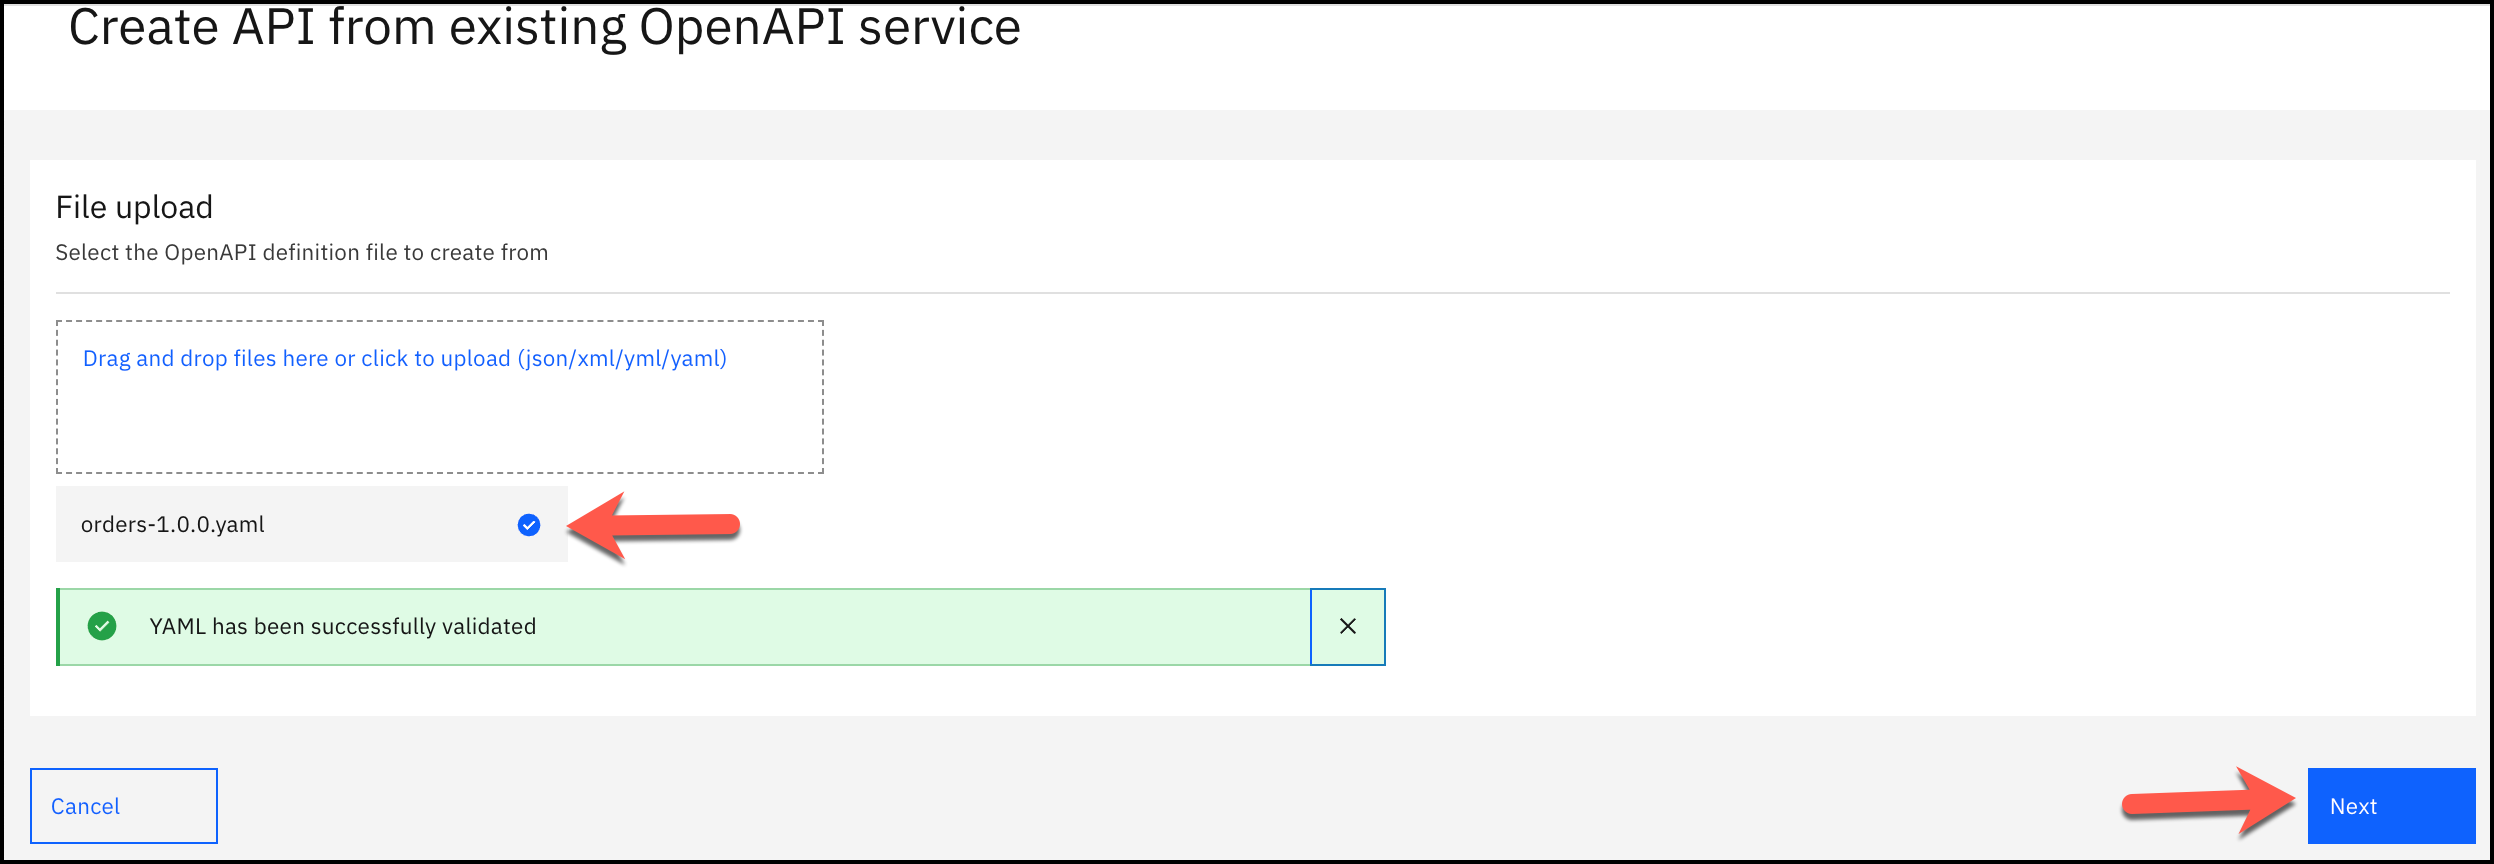 Create API from existing OpenAPI service
File upload
Select the OpenAPI definition file to create from
Drag and drop files here or click to upload (json/xml/yml/yaml)
orders-1.0.0.yaml
YAML has been successfully validated
Cancel
Next